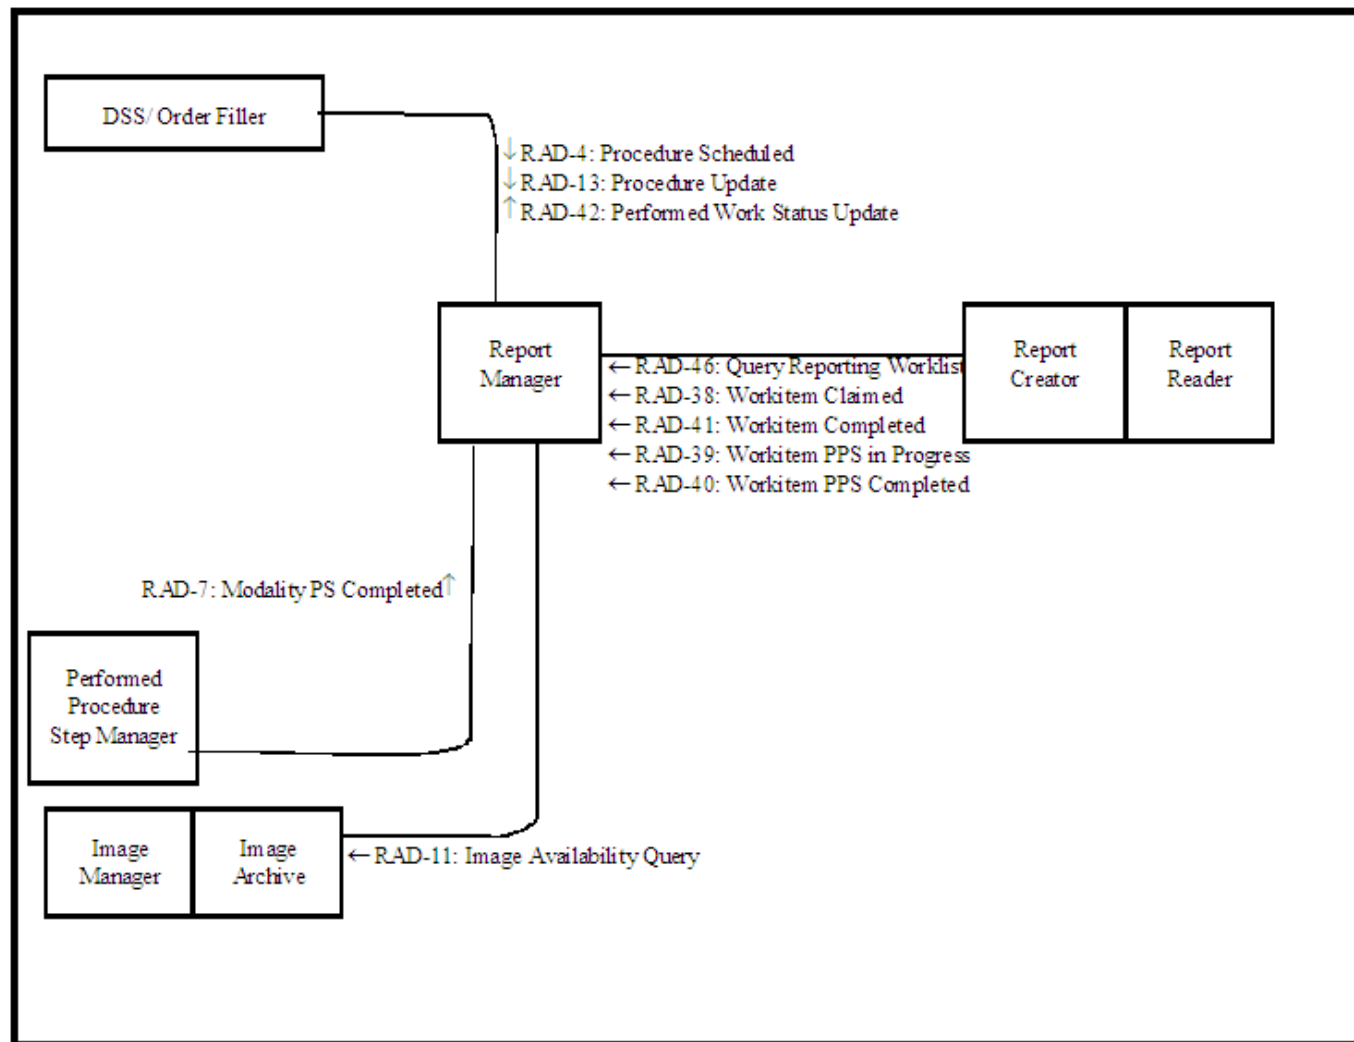 DSS/ Order Filler
↓RAD-4: Procedure Scheduled
↓RAD-13: Procedure Update
↑RAD-42: Performed Work Status Update
Report
Manager
←RAD-46: Query Reporting Worklist
←RAD-38: Workitem Claimed
←RAD-41: Workitem Completed
←RAD-39: Workitem PPS in Progress
←RAD-40: Workitem PPS Completed
Report
Creator
Report
Reader
RAD-7: Modality PS Completed↑
Performed
Procedure
Step Manager
Image
Manager
Image
Archive
←RAD-11: Image Availability Query